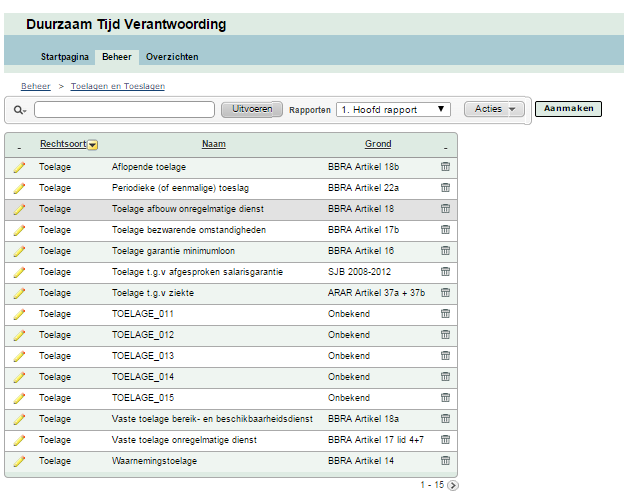 Duurzaam Tijd Verantwoording
Startpagina Beheer Overzichten
Beheer > Toelagen en Toeslagen
Uitvoeren Rapporten 1. Hoofd rapport Acties Aanmaken
- Rechtsoort Naam Grond -
Toelage Aflopende toelage BBRA Artikel 18b
Toelage Periodieke (of eenmalige) toeslag BBRA Artikel 22a
Toelage Toelage afbouw onregelmatige dienst BBRA Artikel 18
Toelage Toelage bezwarende omstandigheden BBRA Artikel 17b
Toelage Toelage garantie minimumloon BBRA Artikel 16
Toelage Toelage t.g.v afgesproken salarisgarantie SJB 2008-2012
Toelage Toelage t.g.v ziekte ARAR Artikel 37a + 37b
Toelage TOELAGE_011 Onbekend
Toelage TOELAGE_012 Onbekend
Toelage TOELAGE_013 Onbekend
Toelage TOELAGE_014 Onbekend
Toelage TOELAGE_015 Onbekend
Toelage Vaste toelage bereik- en beschikbaarheidsdienst BBRA Artikel 18a
Toelage Vaste toelage onregelmatige dienst BBRA Artikel 17 lid 4+7
Toelage Waarnemingstoelage BBRA Artikel 14
1 - 15